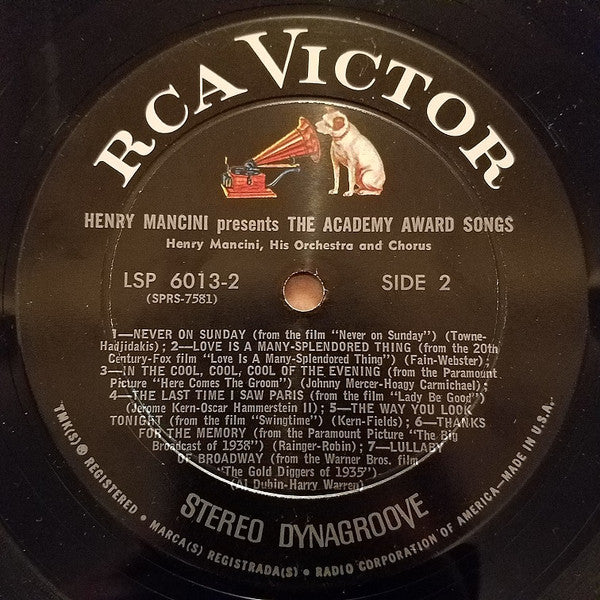 RCA VICTOR
HENRY MANCINI presents THE ACADEMY AWARD SONGS
Henry Mancini, His Orchestra and Chorus
LSP 6013-2
(SPRS-7581)
SIDE 2
1—NEVER ON SUNDAY (from the film "Never on Sunday") (Towne-
Hadjidakis); 2—LOVE IS A MANY-SPLENDORED THING (from the 20th
Century-Fox film "Love Is A Many-Splendored Thing") (Fain-Webster);
3—IN THE COOL, COOL, COOL OF THE EVENING (from the Paramount
Picture "Here Comes The Groom") (Johnny Mercer-Hoagy Carmichael);
4—THE LAST TIME I SAW PARIS (from the film "Lady Be Good")
(Jerome Kern-Oscar Hammerstein II); 5—THE WAY YOU LOOK
TONIGHT (from the film "Swingtime") (Kern-Fields); 6—THANKS
FOR THE MEMORY (from the Paramount Picture "The Big
Broadcast of 1938") (Rainger-Robin); 7—LULLABY
OF BROADWAY (from the Warner Bros. film
"The Gold Diggers of 1935")
(Al Dubin-Harry Warren)
STEREO DYNAGROOVE
TMK(S) ® REGISTERED • MARCA(S) REGISTRADA(S) • RADIO CORPORATION OF AMERICA—MADE IN U.S.A.